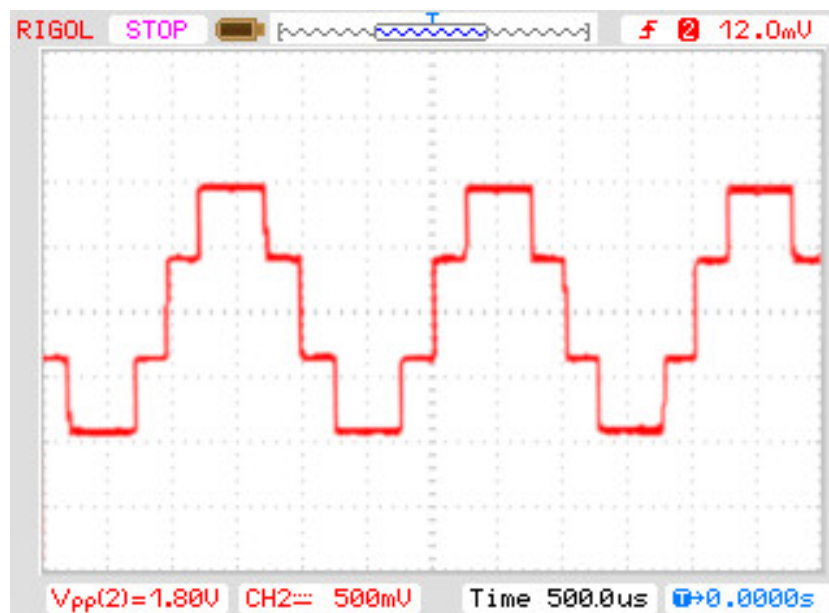 RIGOL STOP T ƒ 2 12.0mV
Vpp(2)=1.80V CH2 500mV Time 500.0us T→0.0000s